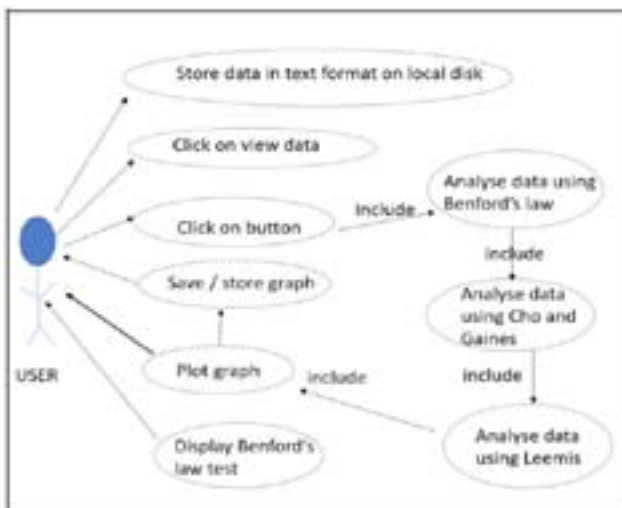 Store data in text format on local disk
Click on view data
Click on button
Include
Analyse data using
Benford's law
include
Save / store graph
Analyse data
using Cho and
Gaines
include
USER
Plot graph
include
Display Benford's
law test
Analyse data
using Leemis